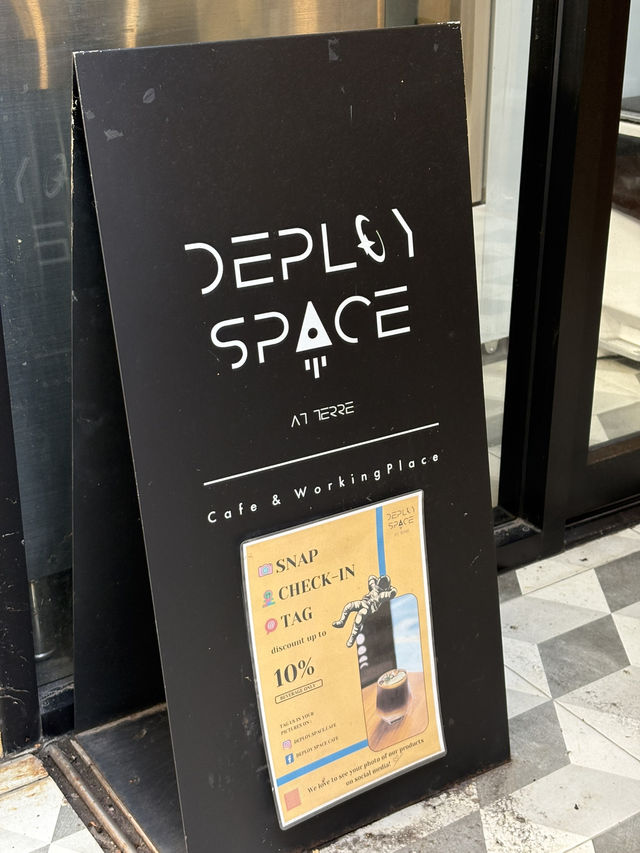 DEPLOY
SPACE
AT TERRE
Cafe & WorkingPlace
DEPLOY
SPACE
SNAP
CHECK-IN
TAG
discount up to
10%
BEVERAGE ONLY
TAG US IN YOUR
PICTURES ON :
DEPLOY.SPACE.CAFE
DEPLOY SPACE CAFE
We love to see your photo of our products
on social media!